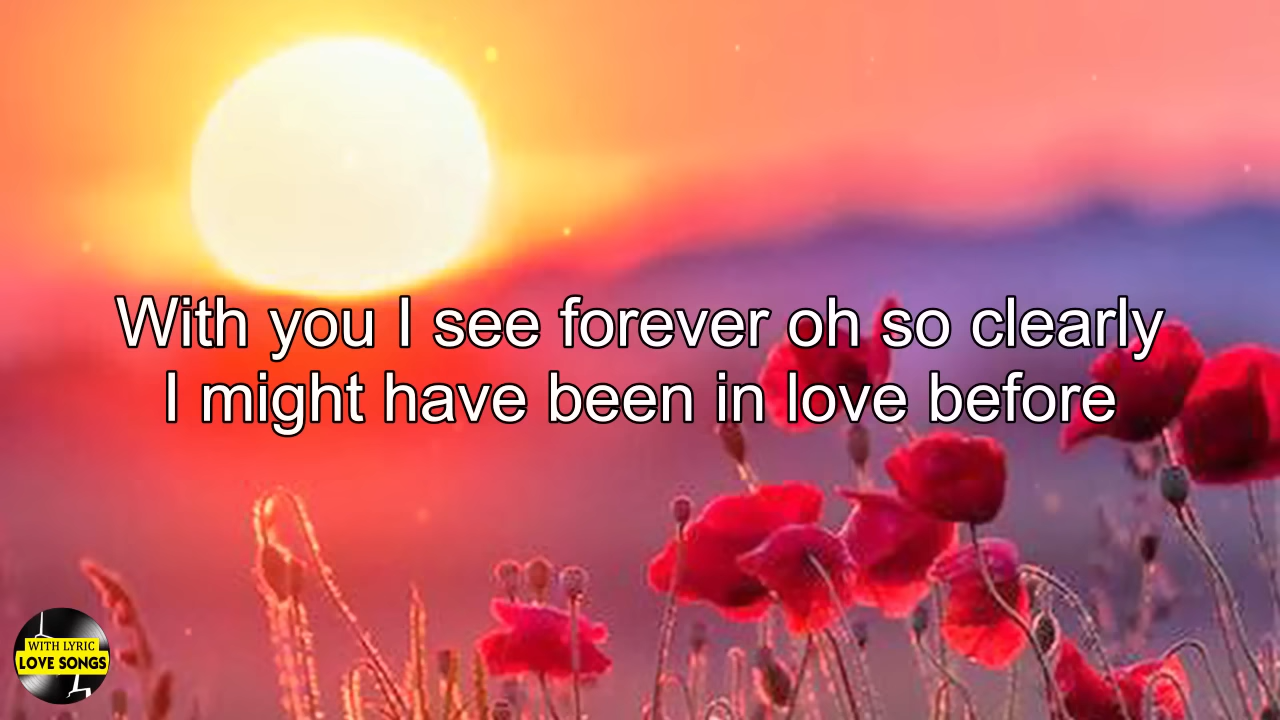 With you I see forever oh so clearly
I might have been in love before
WITH LYRIC
LOVE SONGS